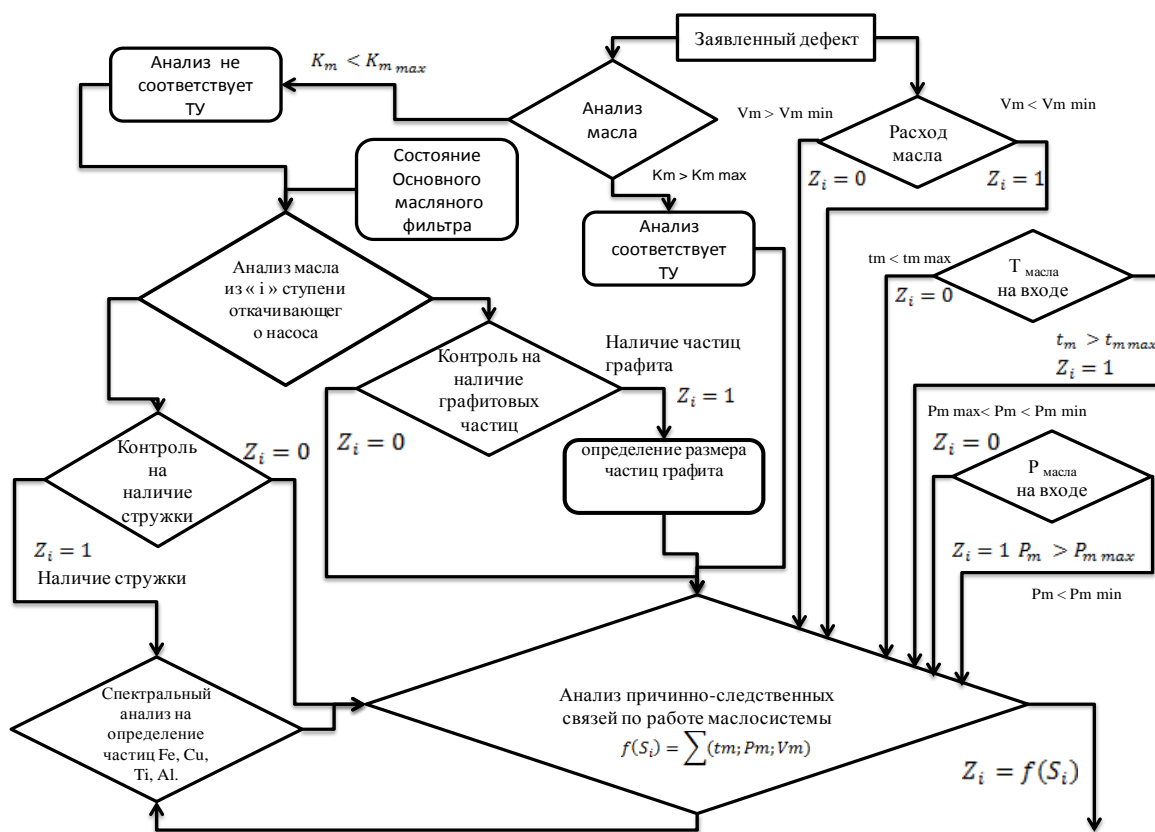 Заявленный дефект
Анализ не
соответствует
ТУ
K_m < K_m max
Анализ
масла
Vm > Vm min
Vm < Vm min
Расход
масла
Z_i = 0
Z_i = 1
Состояние
Основного
масляного
фильтра
Km > Km max
Анализ
соответствует
ТУ
Анализ масла
из « i » ступени
откачивающег
о насоса
tm < tm max
Z_i = 0
Т масла
на входе
t_m > t_m max
Z_i = 1
Контроль на
наличие
графитовых
частиц
Наличие частиц
графита
Z_i = 1
Z_i = 0
Pm max< Pm < Pm min
Z_i = 0
Р масла
на входе
Контроль
на
наличие
стружки
Z_i = 0
определение размера
частиц графита
Z_i = 1
Наличие стружки
Z_i = 1 P_m > P_m max
Pm < Pm min
Спектральный
анализ на
определение
частиц Fe, Cu,
Ti, Al.
Анализ причинно-следственных
связей по работе маслосистемы
f(S_i) = ∑(tm; Pm; Vm)
Z_i = f(S_i)